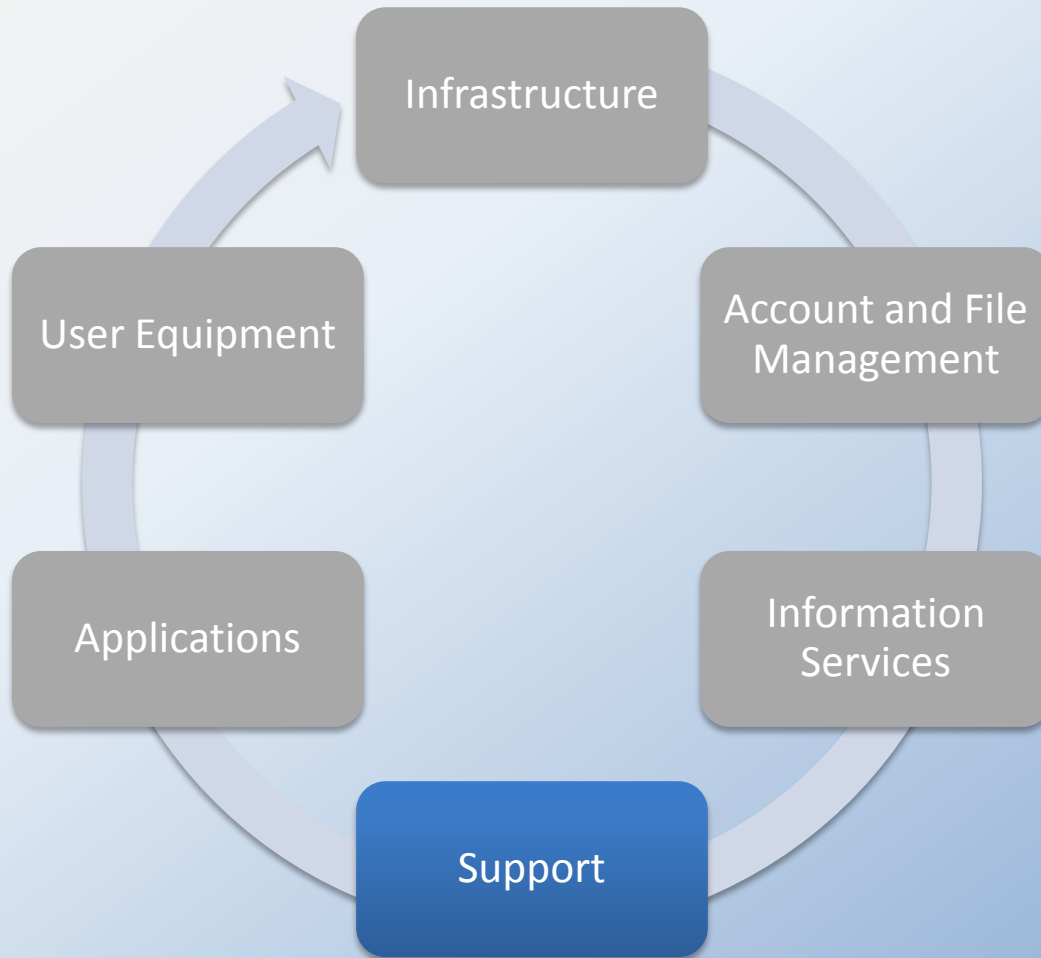 Infrastructure
User Equipment
Account and File
Management
Applications
Information
Services
Support